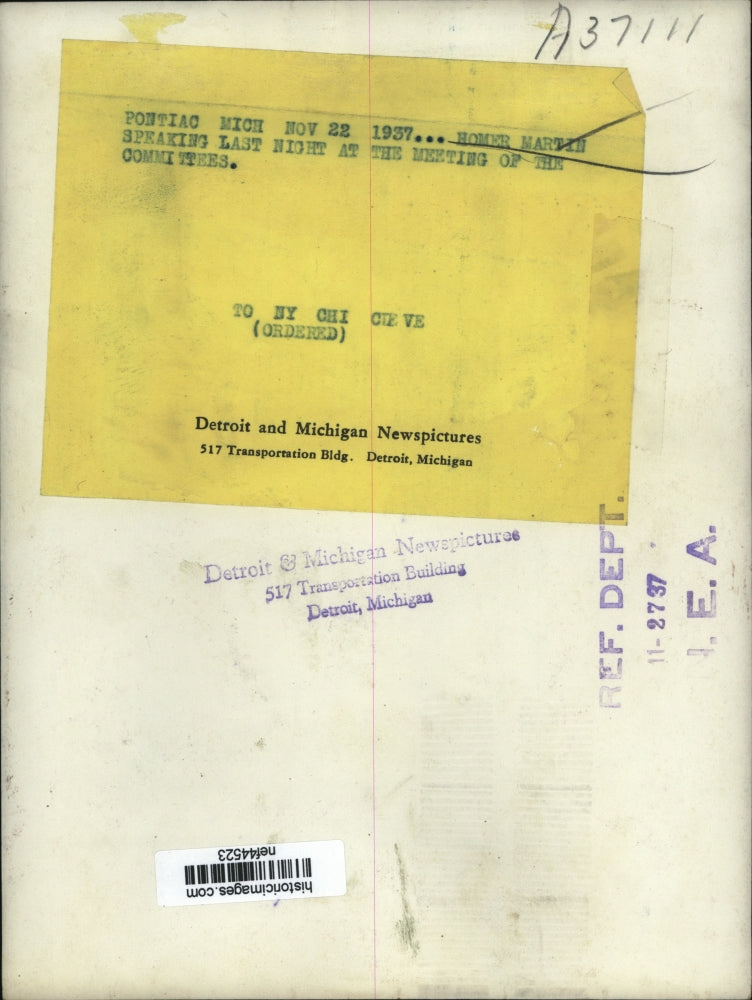 A37111
PONTIAC MICH NOV 22 1937... HOMER MARTIN
SPEAKING LAST NIGHT AT THE MEETING OF THE
COMMITTEES.
TO NY CHI CLEVE
(ORDERED)
Detroit and Michigan Newspictures
517 Transportation Bldg. Detroit, Michigan
Detroit & Michigan Newspictures
517 Transportation Building
Detroit, Michigan
REF. DEPT.
11-27 37
historicimages.com
nef44523